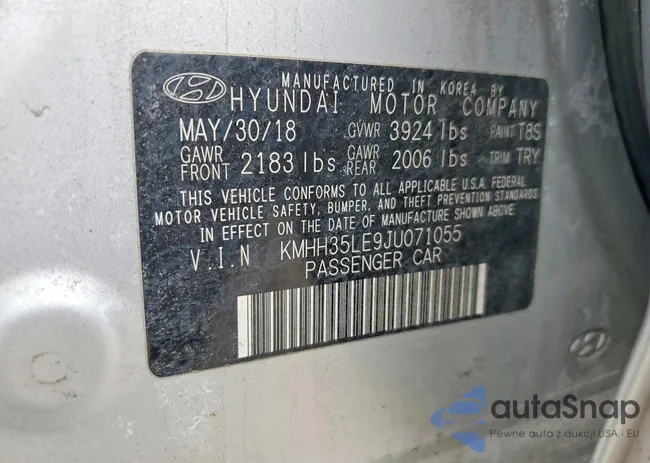 MANUFACTURED IN KOREA BY
HYUNDAI MOTOR COMPANY
MAY/30/18 GVWR 3924 lbs PAINT T8S
GAWR FRONT 2183 lbs GAWR REAR 2006 lbs TRIM TRY
THIS VEHICLE CONFORMS TO ALL APPLICABLE U.S.A. FEDERAL
MOTOR VEHICLE SAFETY, BUMPER, AND THEFT PREVENTION STANDARDS
IN EFFECT ON THE DATE OF MANUFACTURE SHOWN ABOVE.
V.I.N KMHH35LE9JU071055
PASSENGER CAR
autaSnap
Pewne auta z aukcji USA i EU